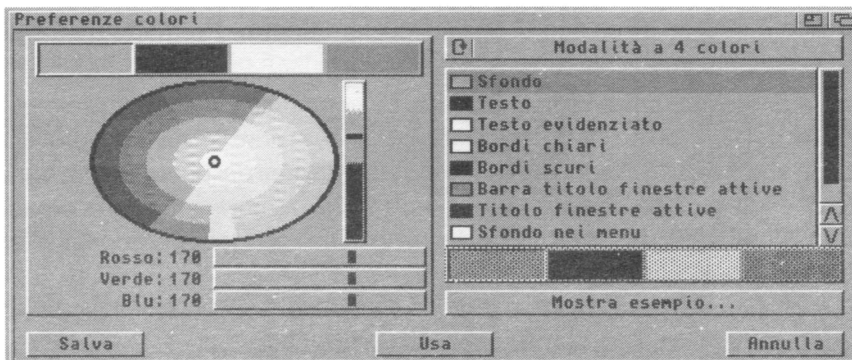 Preferenze colori
Modalità a 4 colori
Sfondo
Testo
Testo evidenziato
Bordi chiari
Bordi scuri
Barra titolo finestre attive
Titolo finestre attive
Sfondo nei menu
Rosso: 170
Verde: 170
Blu: 170
Mostra esempio...
Salva
Usa
Annulla